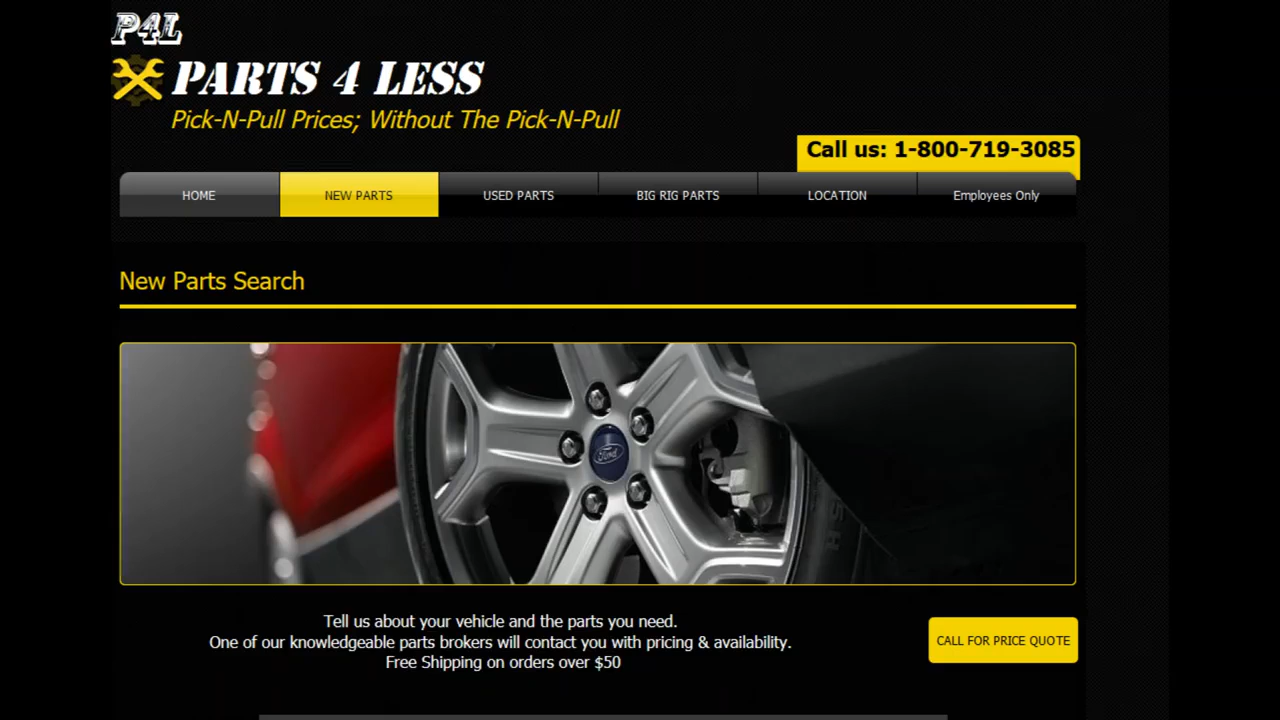 P4L
PARTS 4 LESS
Pick-N-Pull Prices; Without The Pick-N-Pull
Call us: 1-800-719-3085
HOME NEW PARTS USED PARTS BIG RIG PARTS LOCATION Employees Only
New Parts Search
Ford
Tell us about your vehicle and the parts you need.
One of our knowledgeable parts brokers will contact you with pricing & availability.
Free Shipping on orders over $50
CALL FOR PRICE QUOTE